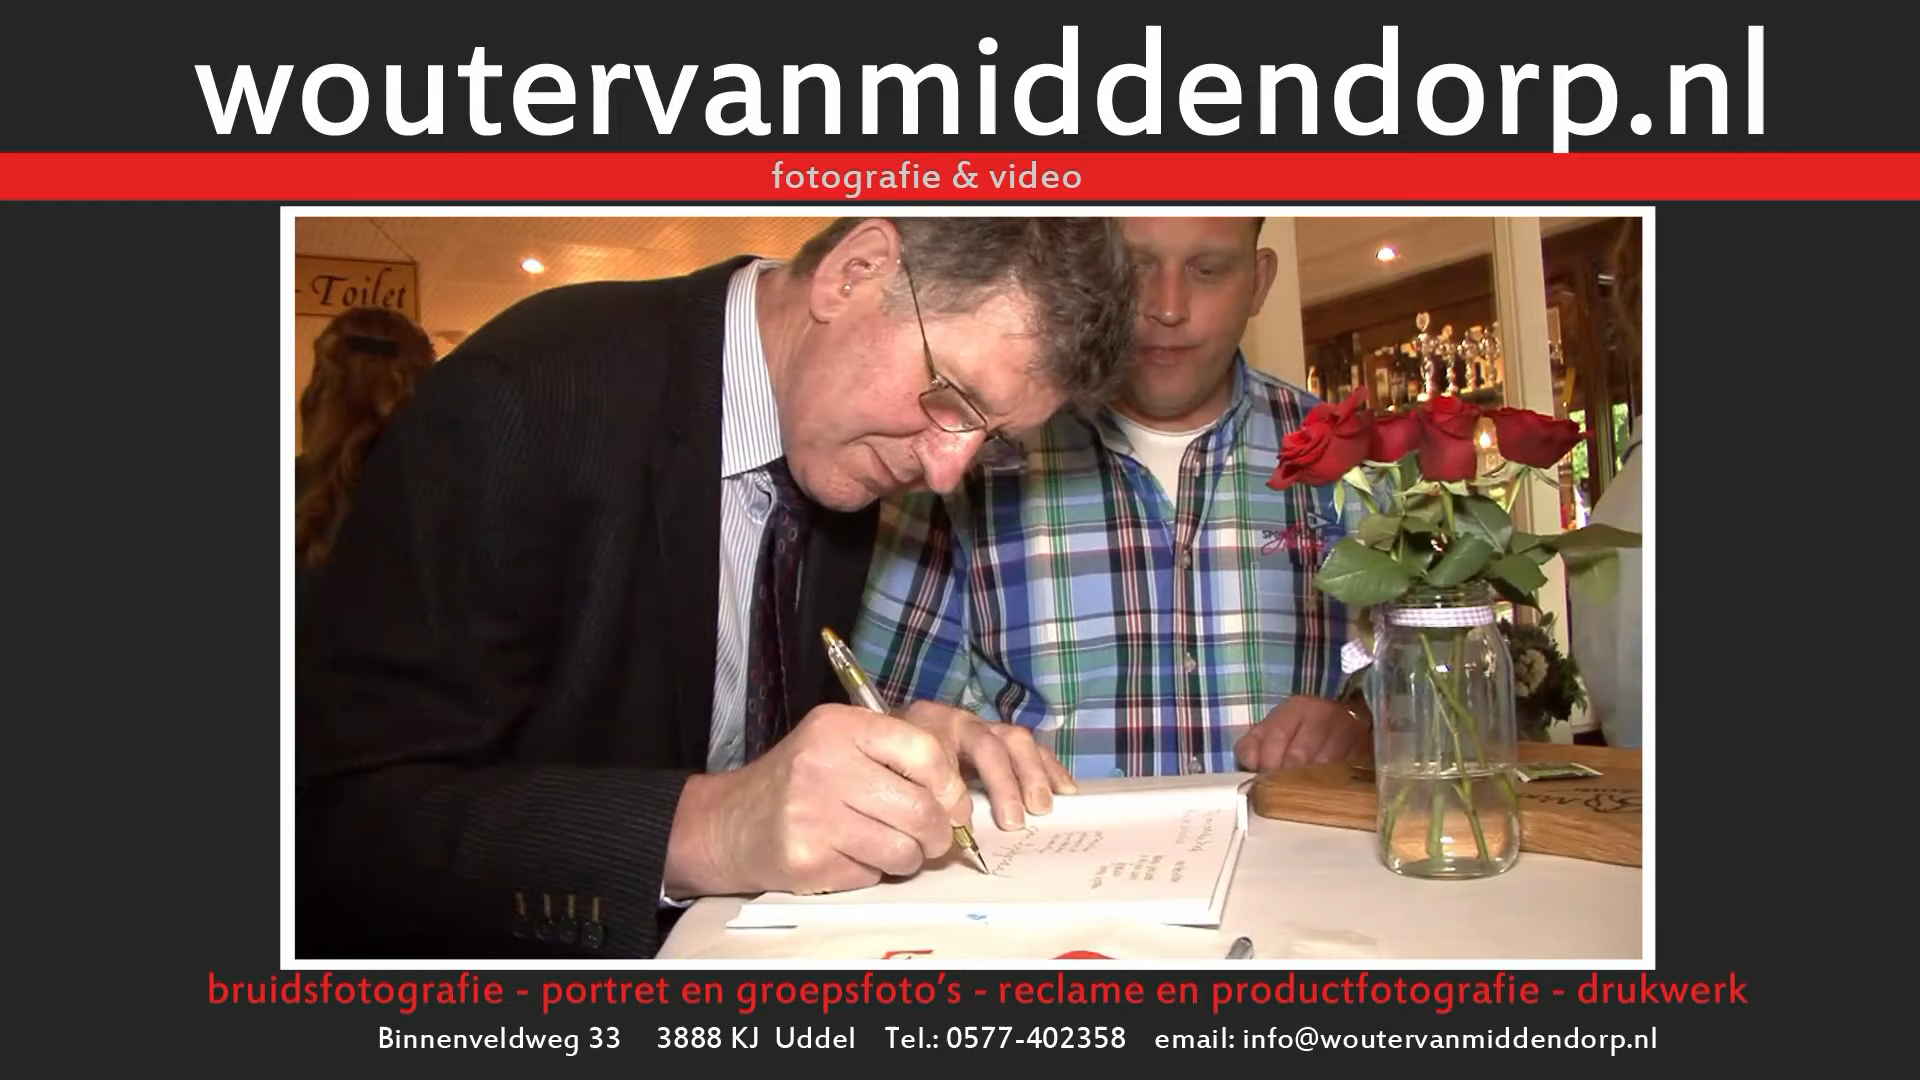 woutervanmiddendorp.nl
fotografie & video
Toilet
bruidsfotografie - portret en groepsfoto's - reclame en productfotografie - drukwerk
Binnenveldweg 33 3888 KJ Uddel Tel.: 0577-402358 email: info@woutervanmiddendorp.nl